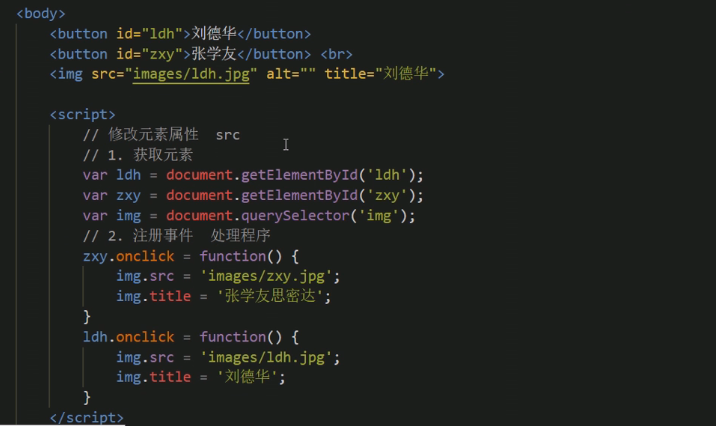 <body>
<button id="ldh">刘德华</button>
<button id="zxy">张学友</button> <br>
<img src="images/ldh.jpg" alt="" title="刘德华">
<script>
// 修改元素属性 src
// 1. 获取元素
var ldh = document.getElementById('ldh');
var zxy = document.getElementById('zxy');
var img = document.querySelector('img');
// 2. 注册事件 处理程序
zxy.onclick = function() {
img.src = 'images/zxy.jpg';
img.title = '张学友思密达';
}
ldh.onclick = function() {
img.src = 'images/ldh.jpg';
img.title = '刘德华';
}
</script>